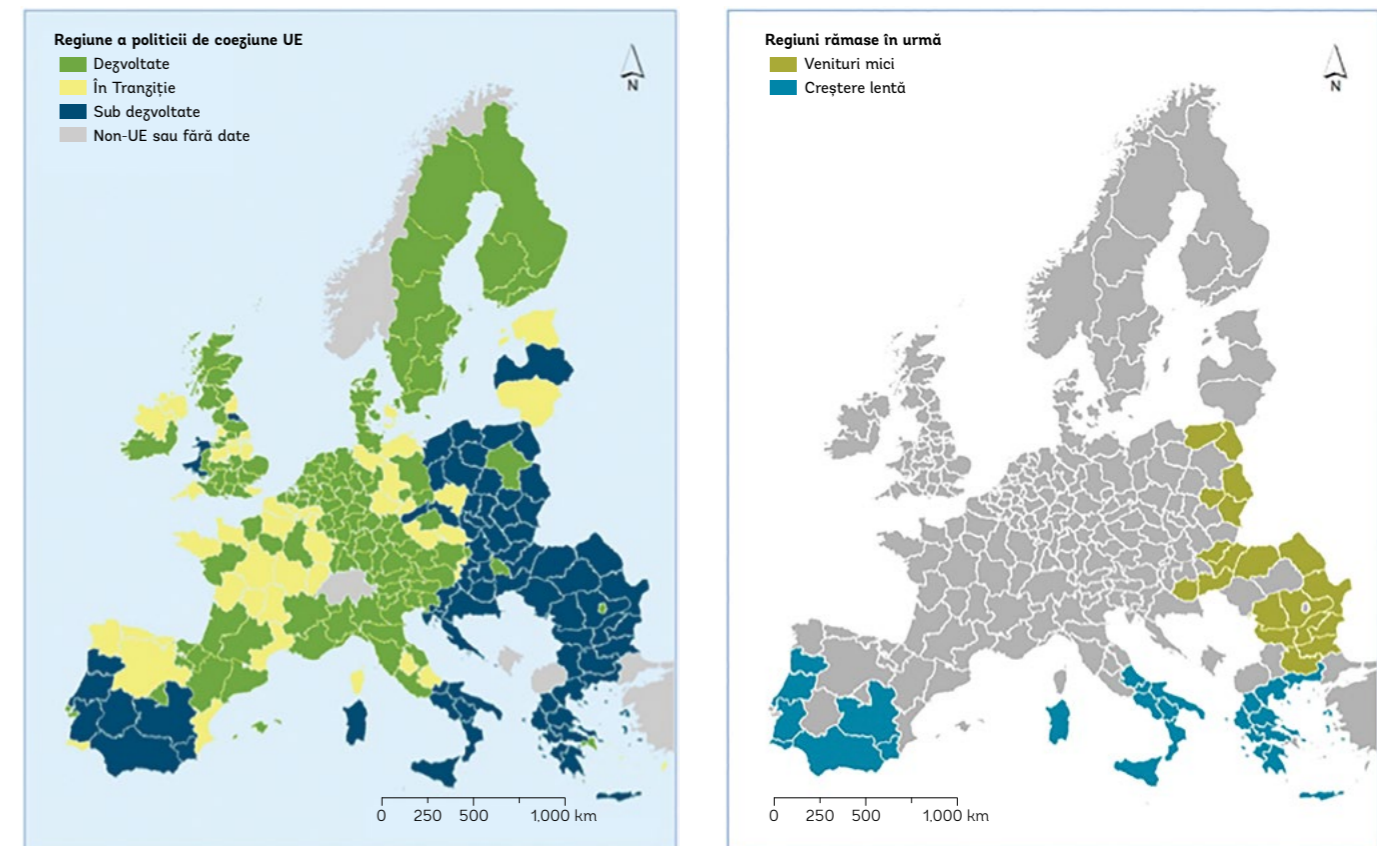 Regiune a politicii de coeziune UE
Dezvoltate
În Tranziție
Sub dezvoltate
Non-UE sau fără date
N
0 250 500 1.000 km
Regiuni rămase în urmă
Venituri mici
Creștere lentă
N
0 250 500 1.000 km